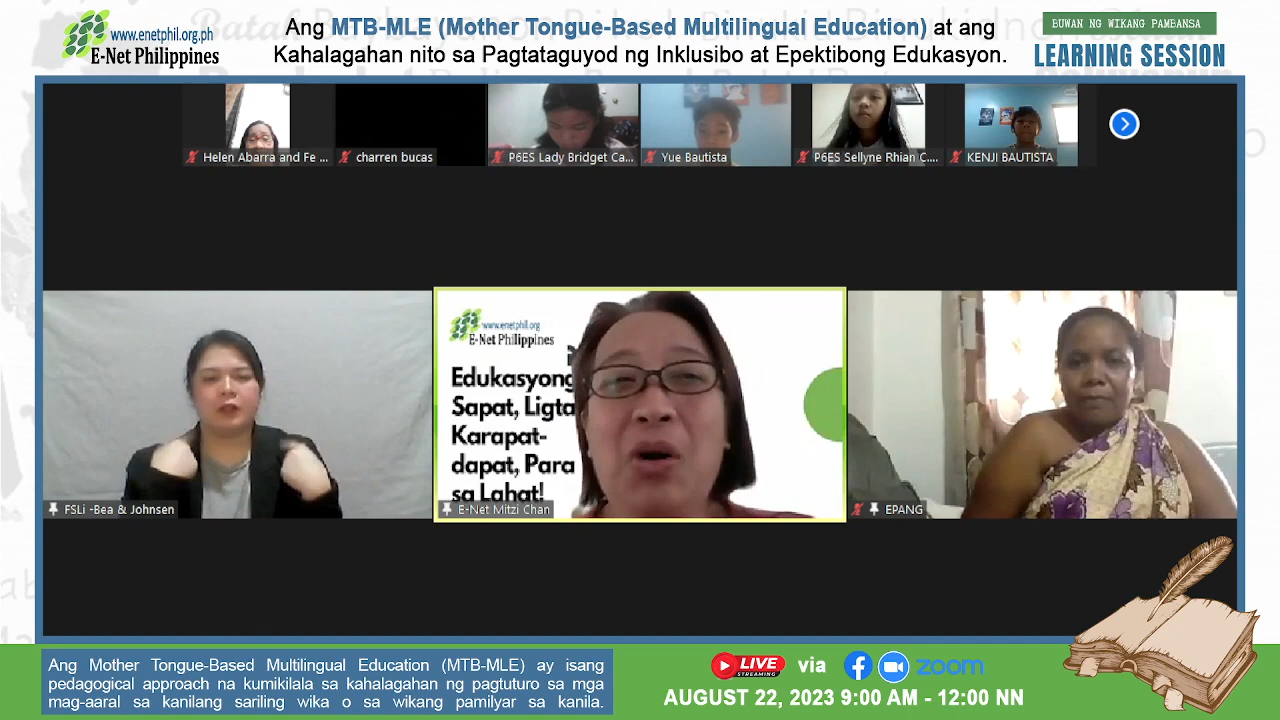 www.enetphil.org.ph
E-Net Philippines
Ang MTB-MLE (Mother Tongue-Based Multilingual Education) at ang
Kahalagahan nito sa Pagtataguyod ng Inklusibo at Epektibong Edukasyon.
BUWAN NG WIKANG PAMBANSA
LEARNING SESSION
Helen Abarra and Fe ...
charren bucas
P6ES Lady Bridget Ca...
Yue Bautista
P6ES Sellyne Rhian C....
KENJI BAUTISTA
FSLi -Bea & Johnsen
www.enetphil.org
E-Net Philippines
Edukasyong
Sapat, Ligta
Karapat-
dapat, Para
sa Lahat!
E-Net Mitzi Chan
EPANG
Ang Mother Tongue-Based Multilingual Education (MTB-MLE) ay isang
pedagogical approach na kumikilala sa kahalagahan ng pagtuturo sa mga
mag-aaral sa kanilang sariling wika o sa wikang pamilyar sa kanila.
LIVE
STREAMING
via
zoom
AUGUST 22, 2023 9:00 AM - 12:00 NN